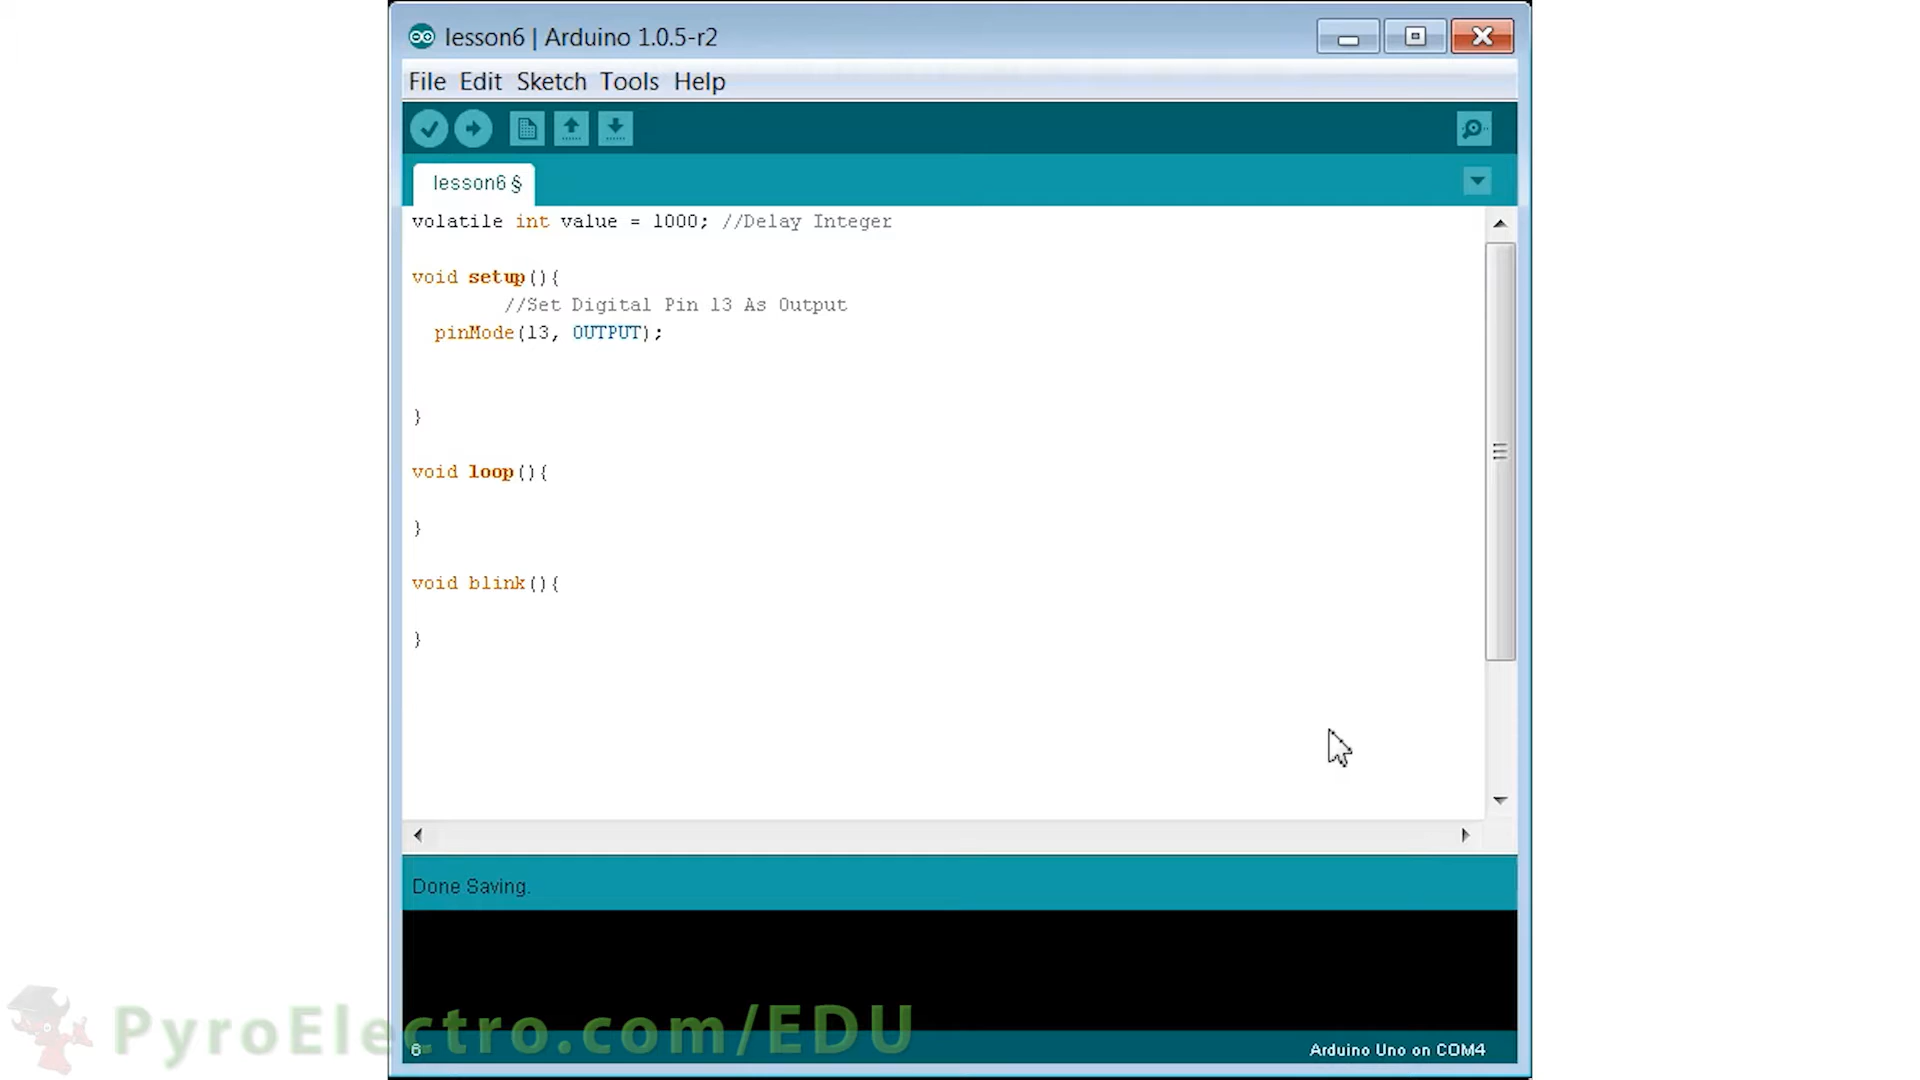 lesson6 | Arduino 1.0.5-r2
File Edit Sketch Tools Help
lesson6 §
volatile int value = 1000; //Delay Integer
void setup(){
//Set Digital Pin 13 As Output
pinMode(13, OUTPUT);
}
void loop(){
}
void blink(){
}
Done Saving.
PyroElectro.com/EDU
6
Arduino Uno on COM4